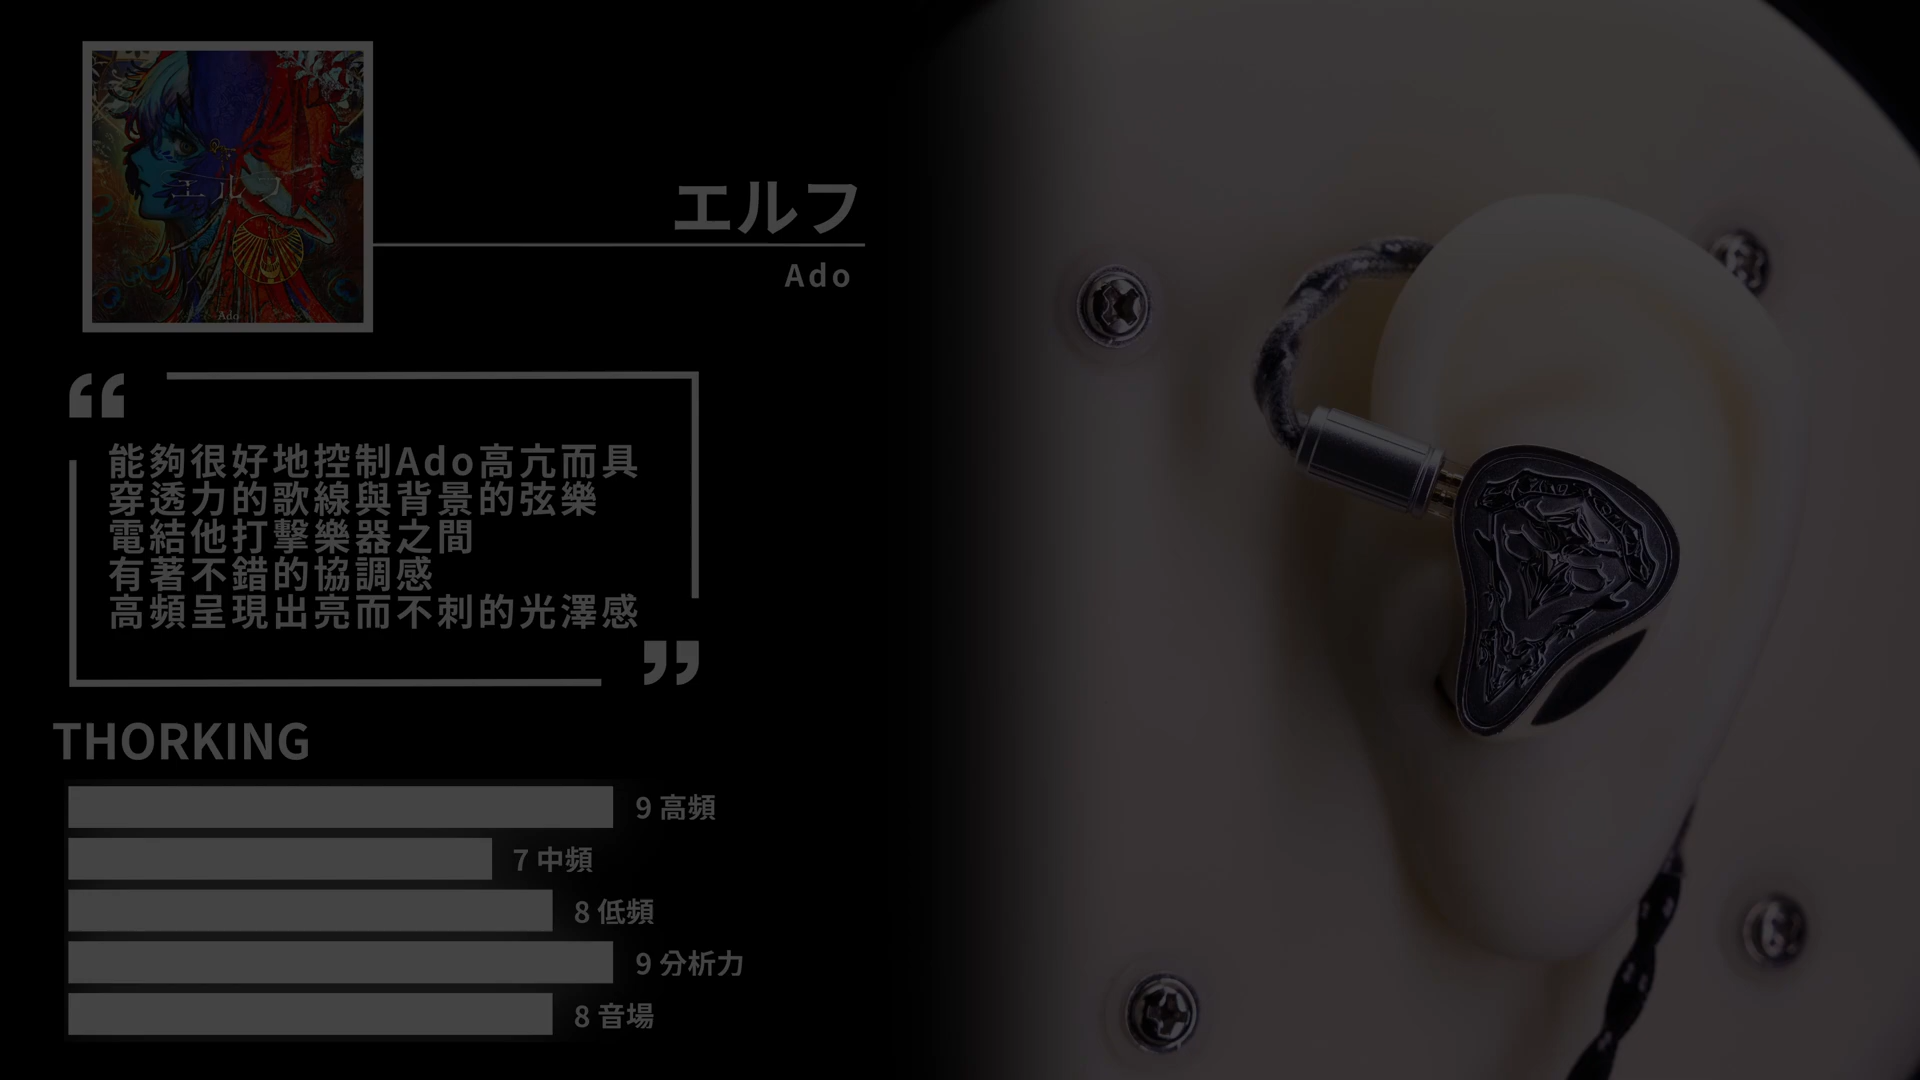 エルフ
Ado
エルフ
Ado
“
能夠很好地控制Ado高亢而具
穿透力的歌線與背景的弦樂
電結他打擊樂器之間
有著不錯的協調感
高頻呈現出亮而不刺的光澤感
”
THORKING
9 高頻
7 中頻
8 低頻
9 分析力
8 音場